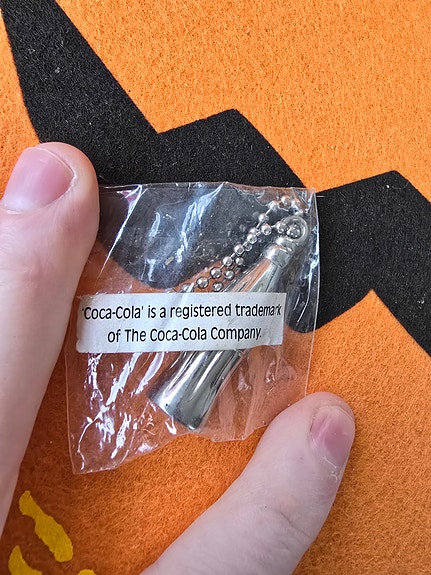 'Coca-Cola' is a registered trademark
of The Coca-Cola Company.